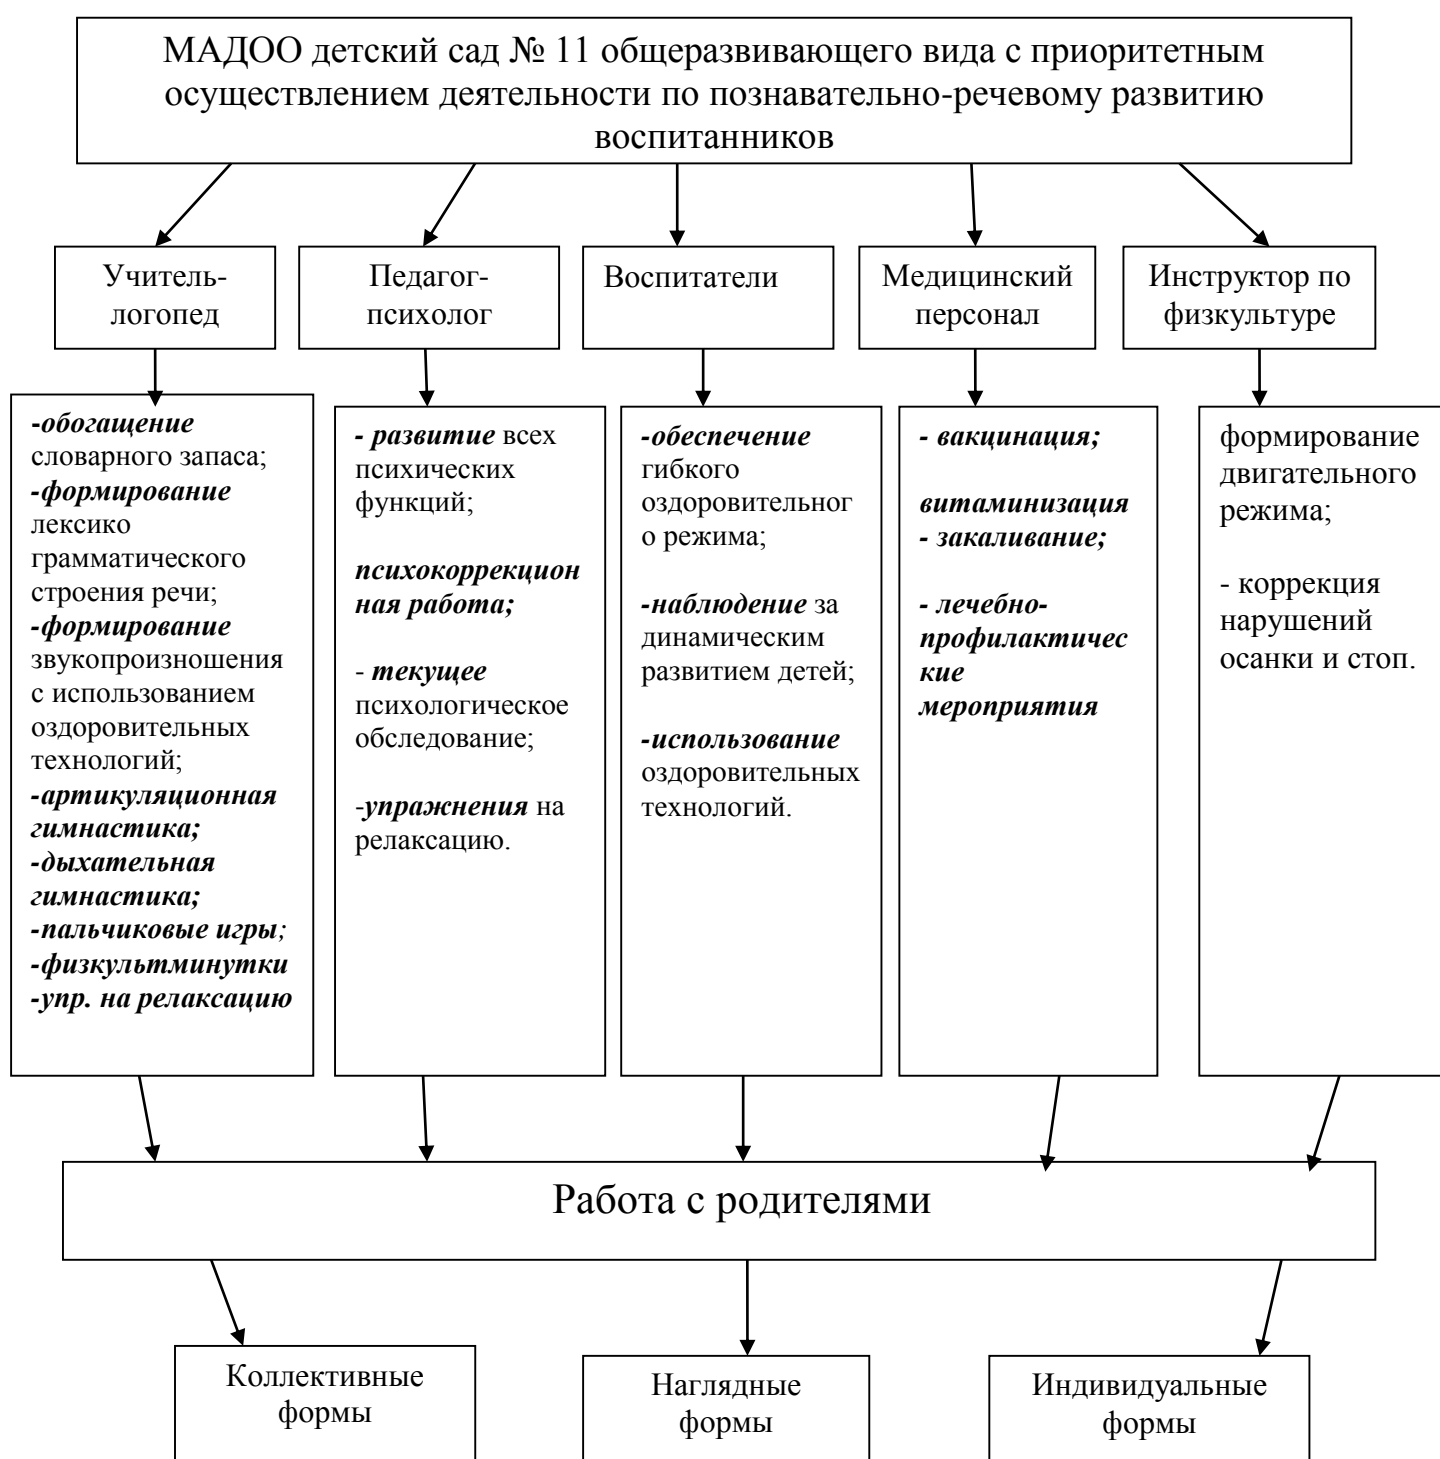 МАДОО детский сад № 11 общеразвивающего вида с приоритетным
осуществлением деятельности по познавательно-речевому развитию
воспитанников
Учитель-
логопед
Педагог-
психолог
Воспитатели
Медицинский
персонал
Инструктор по
физкультуре
-обогащение
словарного запаса;
-формирование
лексико
грамматического
строения речи;
-формирование
звукопроизношения
с использованием
оздоровительных
технологий;
-артикуляционная
гимнастика;
-дыхательная
гимнастика;
-пальчиковые игры;
-физкультминутки
-упр. на релаксацию
- развитие всех
психических
функций;
психокоррекцион
ная работа;
- текущее
психологическое
обследование;
-упражнения на
релаксацию.
-обеспечение
гибкого
оздоровительног
о режима;
-наблюдение за
динамическим
развитием детей;
-использование
оздоровительных
технологий.
- вакцинация;
витаминизация
- закаливание;
- лечебно-
профилактичес
кие
мероприятия
формирование
двигательного
режима;
- коррекция
нарушений
осанки и стоп.
Работа с родителями
Коллективные
формы
Наглядные
формы
Индивидуальные
формы